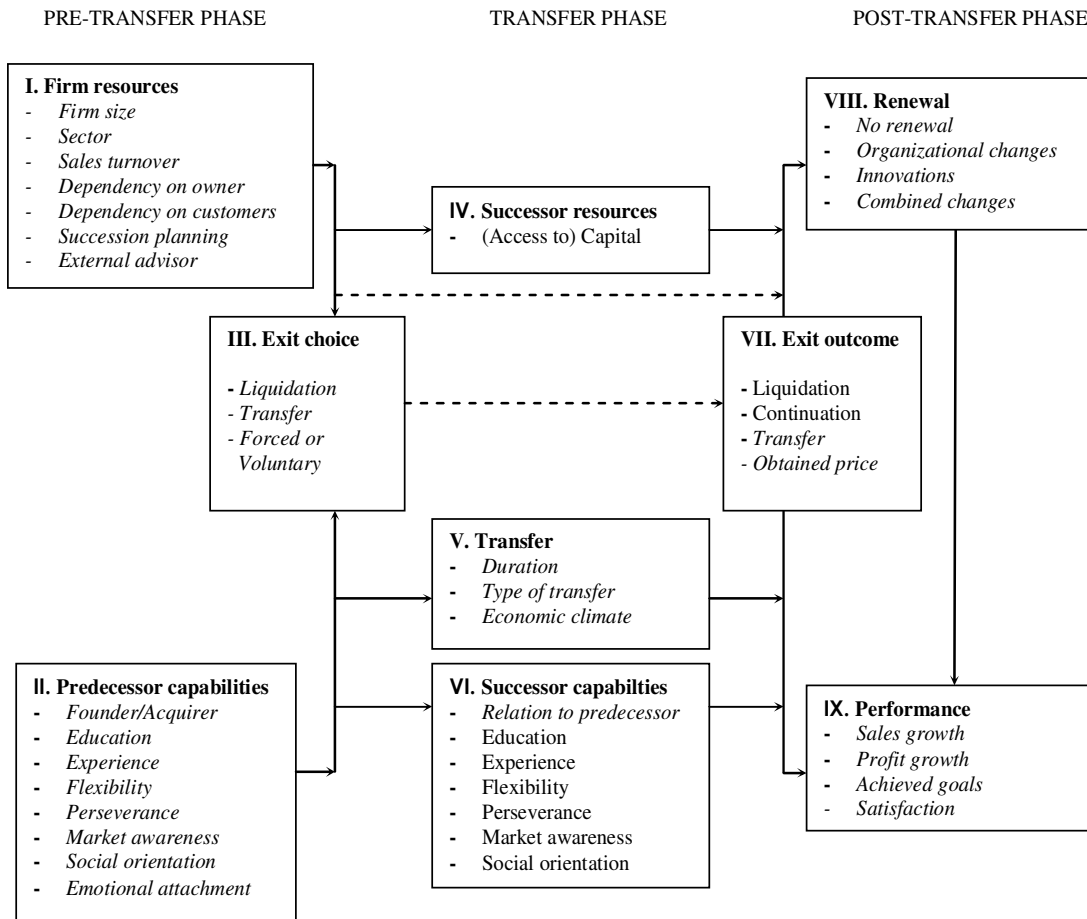 PRE-TRANSFER PHASE
TRANSFER PHASE
POST-TRANSFER PHASE
I. Firm resources
- Firm size
- Sector
- Sales turnover
- Dependency on owner
- Dependency on customers
- Succession planning
- External advisor
II. Predecessor capabilities
- Founder/Acquirer
- Education
- Experience
- Flexibility
- Perseverance
- Market awareness
- Social orientation
- Emotional attachment
III. Exit choice
- Liquidation
- Transfer
- Forced or
Voluntary
IV. Successor resources
- (Access to) Capital
V. Transfer
- Duration
- Type of transfer
- Economic climate
VI. Successor capabilties
- Relation to predecessor
- Education
- Experience
- Flexibility
- Perseverance
- Market awareness
- Social orientation
VII. Exit outcome
- Liquidation
- Continuation
- Transfer
- Obtained price
VIII. Renewal
- No renewal
- Organizational changes
- Innovations
- Combined changes
IX. Performance
- Sales growth
- Profit growth
- Achieved goals
- Satisfaction